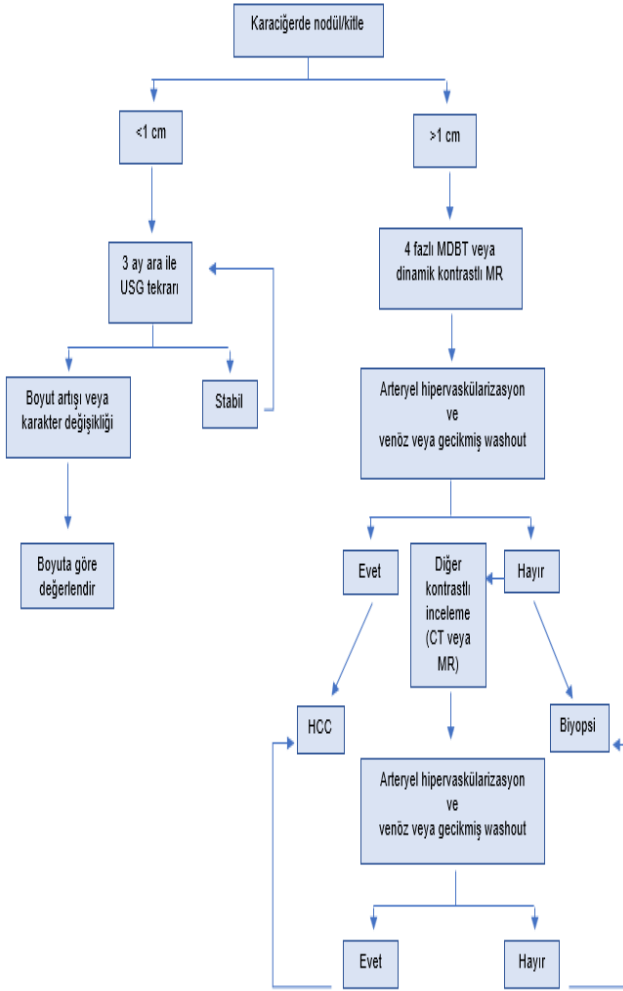 Karaciğerde nodül/kitle
<1 cm
>1 cm
3 ay ara ile
USG tekrarı
4 fazlı MDBT veya
dinamik kontrastlı MR
Boyut artışı veya
karakter değişikliği
Stabil
Arteryel hipervaskülarizasyon
ve
venöz veya gecikmiş washout
Boyuta göre
değerlendir
Evet
Diğer
kontrastlı
inceleme
(CT veya
MR)
Hayır
HCC
Biyopsi
Arteryel hipervaskülarizasyon
ve
venöz veya gecikmiş washout
Evet
Hayır